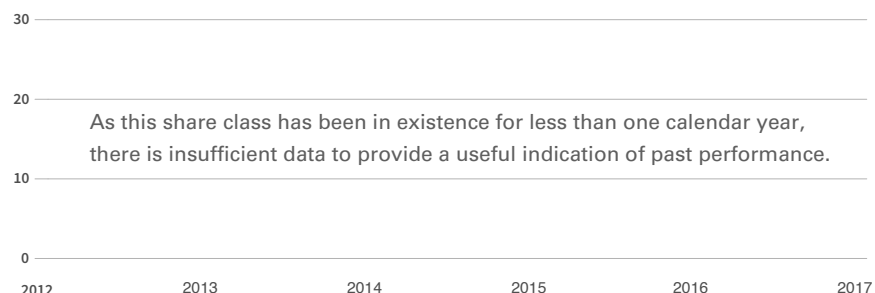 30
20
As this share class has been in existence for less than one calendar year,
there is insufficient data to provide a useful indication of past performance.
10
0
2012 2013 2014 2015 2016 2017